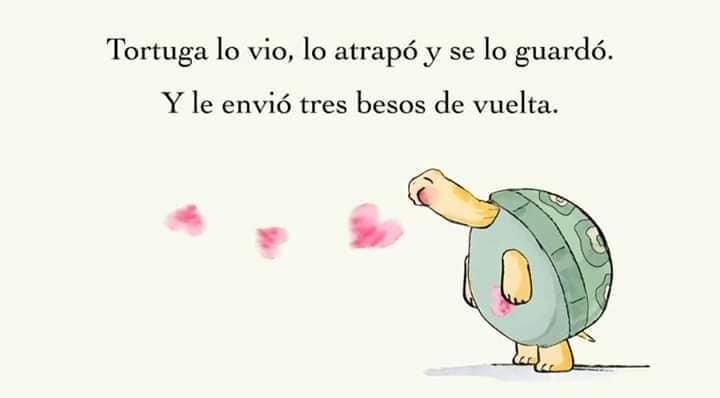 Tortuga lo vio, lo atrapó y se lo guardó.
Y le envió tres besos de vuelta.